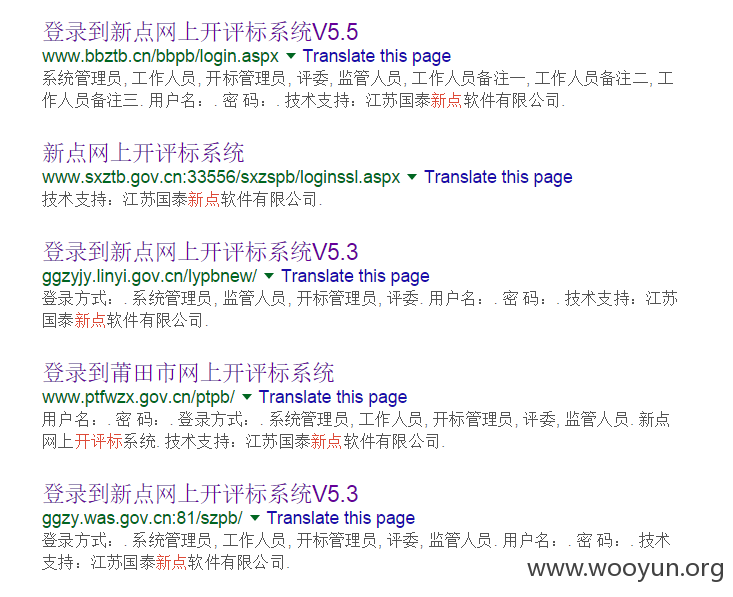 登录到新点网上开评标系统V5.5
www.bbztb.cn/bbpb/login.aspx ▼ Translate this page
系统管理员, 工作人员, 开标管理员, 评委, 监管人员, 工作人员备注一, 工作人员备注二, 工
作人员备注三. 用户名：. 密 码：. 技术支持：江苏国泰新点软件有限公司.
新点网上开评标系统
www.sxztb.gov.cn:33556/sxzspb/loginssl.aspx ▼ Translate this page
技术支持：江苏国泰新点软件有限公司.
登录到新点网上开评标系统V5.3
ggzyjy.linyi.gov.cn/lypbnew/ ▼ Translate this page
登录方式：. 系统管理员, 监管人员, 开标管理员, 评委. 用户名：. 密 码：. 技术支持：江苏
国泰新点软件有限公司.
登录到莆田市网上开评标系统
www.ptfwzx.gov.cn/ptpb/ ▼ Translate this page
用户名：. 密 码：. 登录方式：. 系统管理员, 工作人员, 开标管理员, 评委, 监管人员. 新点
网上开评标系统. 技术支持：江苏国泰新点软件有限公司.
登录到新点网上开评标系统V5.3
ggzy.was.gov.cn:81/szpb/ ▼ Translate this page
登录方式：. 系统管理员, 工作人员, 开标管理员, 评委, 监管人员. 用户名：. 密 码：. 技术
支持：江苏国泰新点软件有限公司.
www.wooyun.org